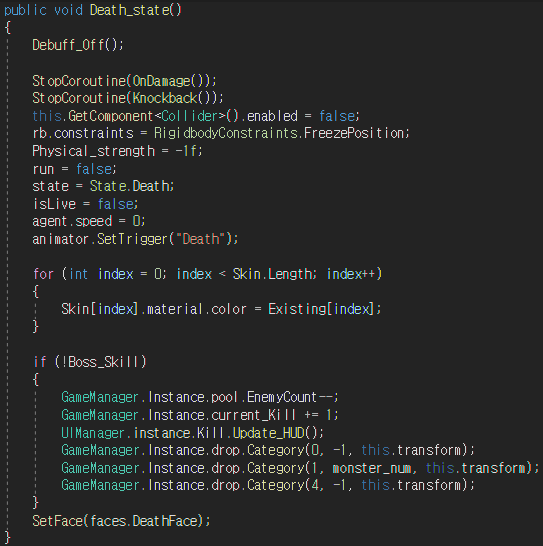 public void Death_state()
{
Debuff_Off();
StopCoroutine(OnDamage());
StopCoroutine(Knockback());
this.GetComponent<Collider>().enabled = false;
rb.constraints = RigidbodyConstraints.FreezePosition;
Physical_strength = -1f;
run = false;
state = State.Death;
isLive = false;
agent.speed = 0;
animator.SetTrigger("Death");
for (int index = 0; index < Skin.Length; index++)
{
Skin[index].material.color = Existing[index];
}
if (!Boss_Skill)
{
GameManager.Instance.pool.EnemyCount--;
GameManager.Instance.current_Kill += 1;
UIManager.instance.Kill.Update_HUD();
GameManager.Instance.drop.Category(0, -1, this.transform);
GameManager.Instance.drop.Category(1, monster_num, this.transform);
GameManager.Instance.drop.Category(4, -1, this.transform);
}
SetFace(faces.DeathFace);
}